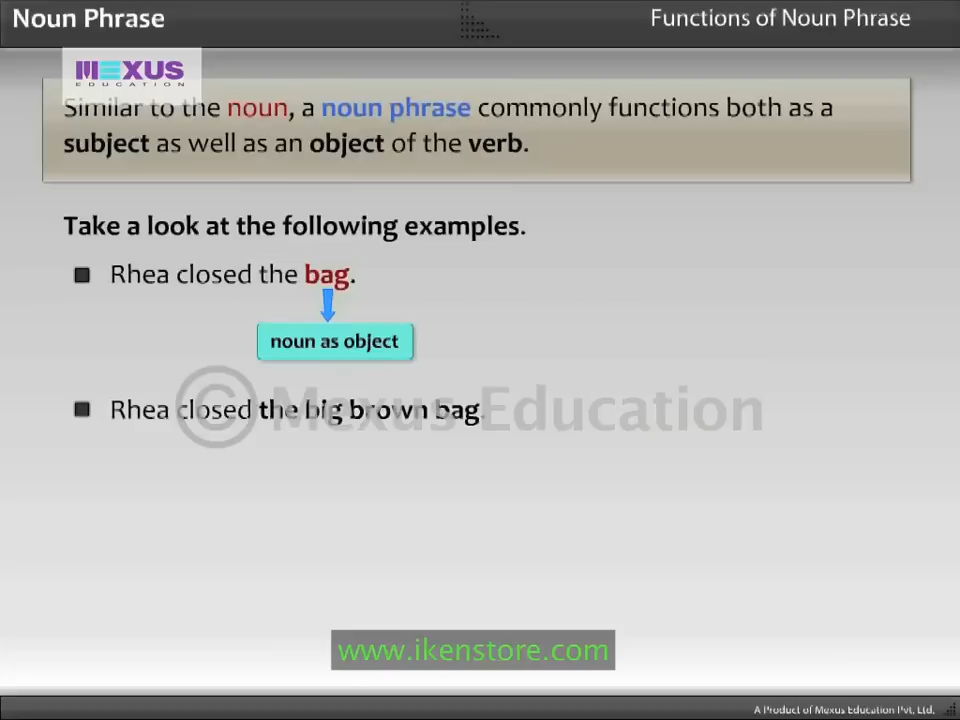 Noun Phrase
Functions of Noun Phrase
MEXUS
EDUCATION
Similar to the noun, a noun phrase commonly functions both as a
subject as well as an object of the verb.
Take a look at the following examples.
Rhea closed the bag.
noun as object
© Mexus Education
Rhea closed the big brown bag.
www.ikenstore.com
A Product of Mexus Education Pvt. Ltd.